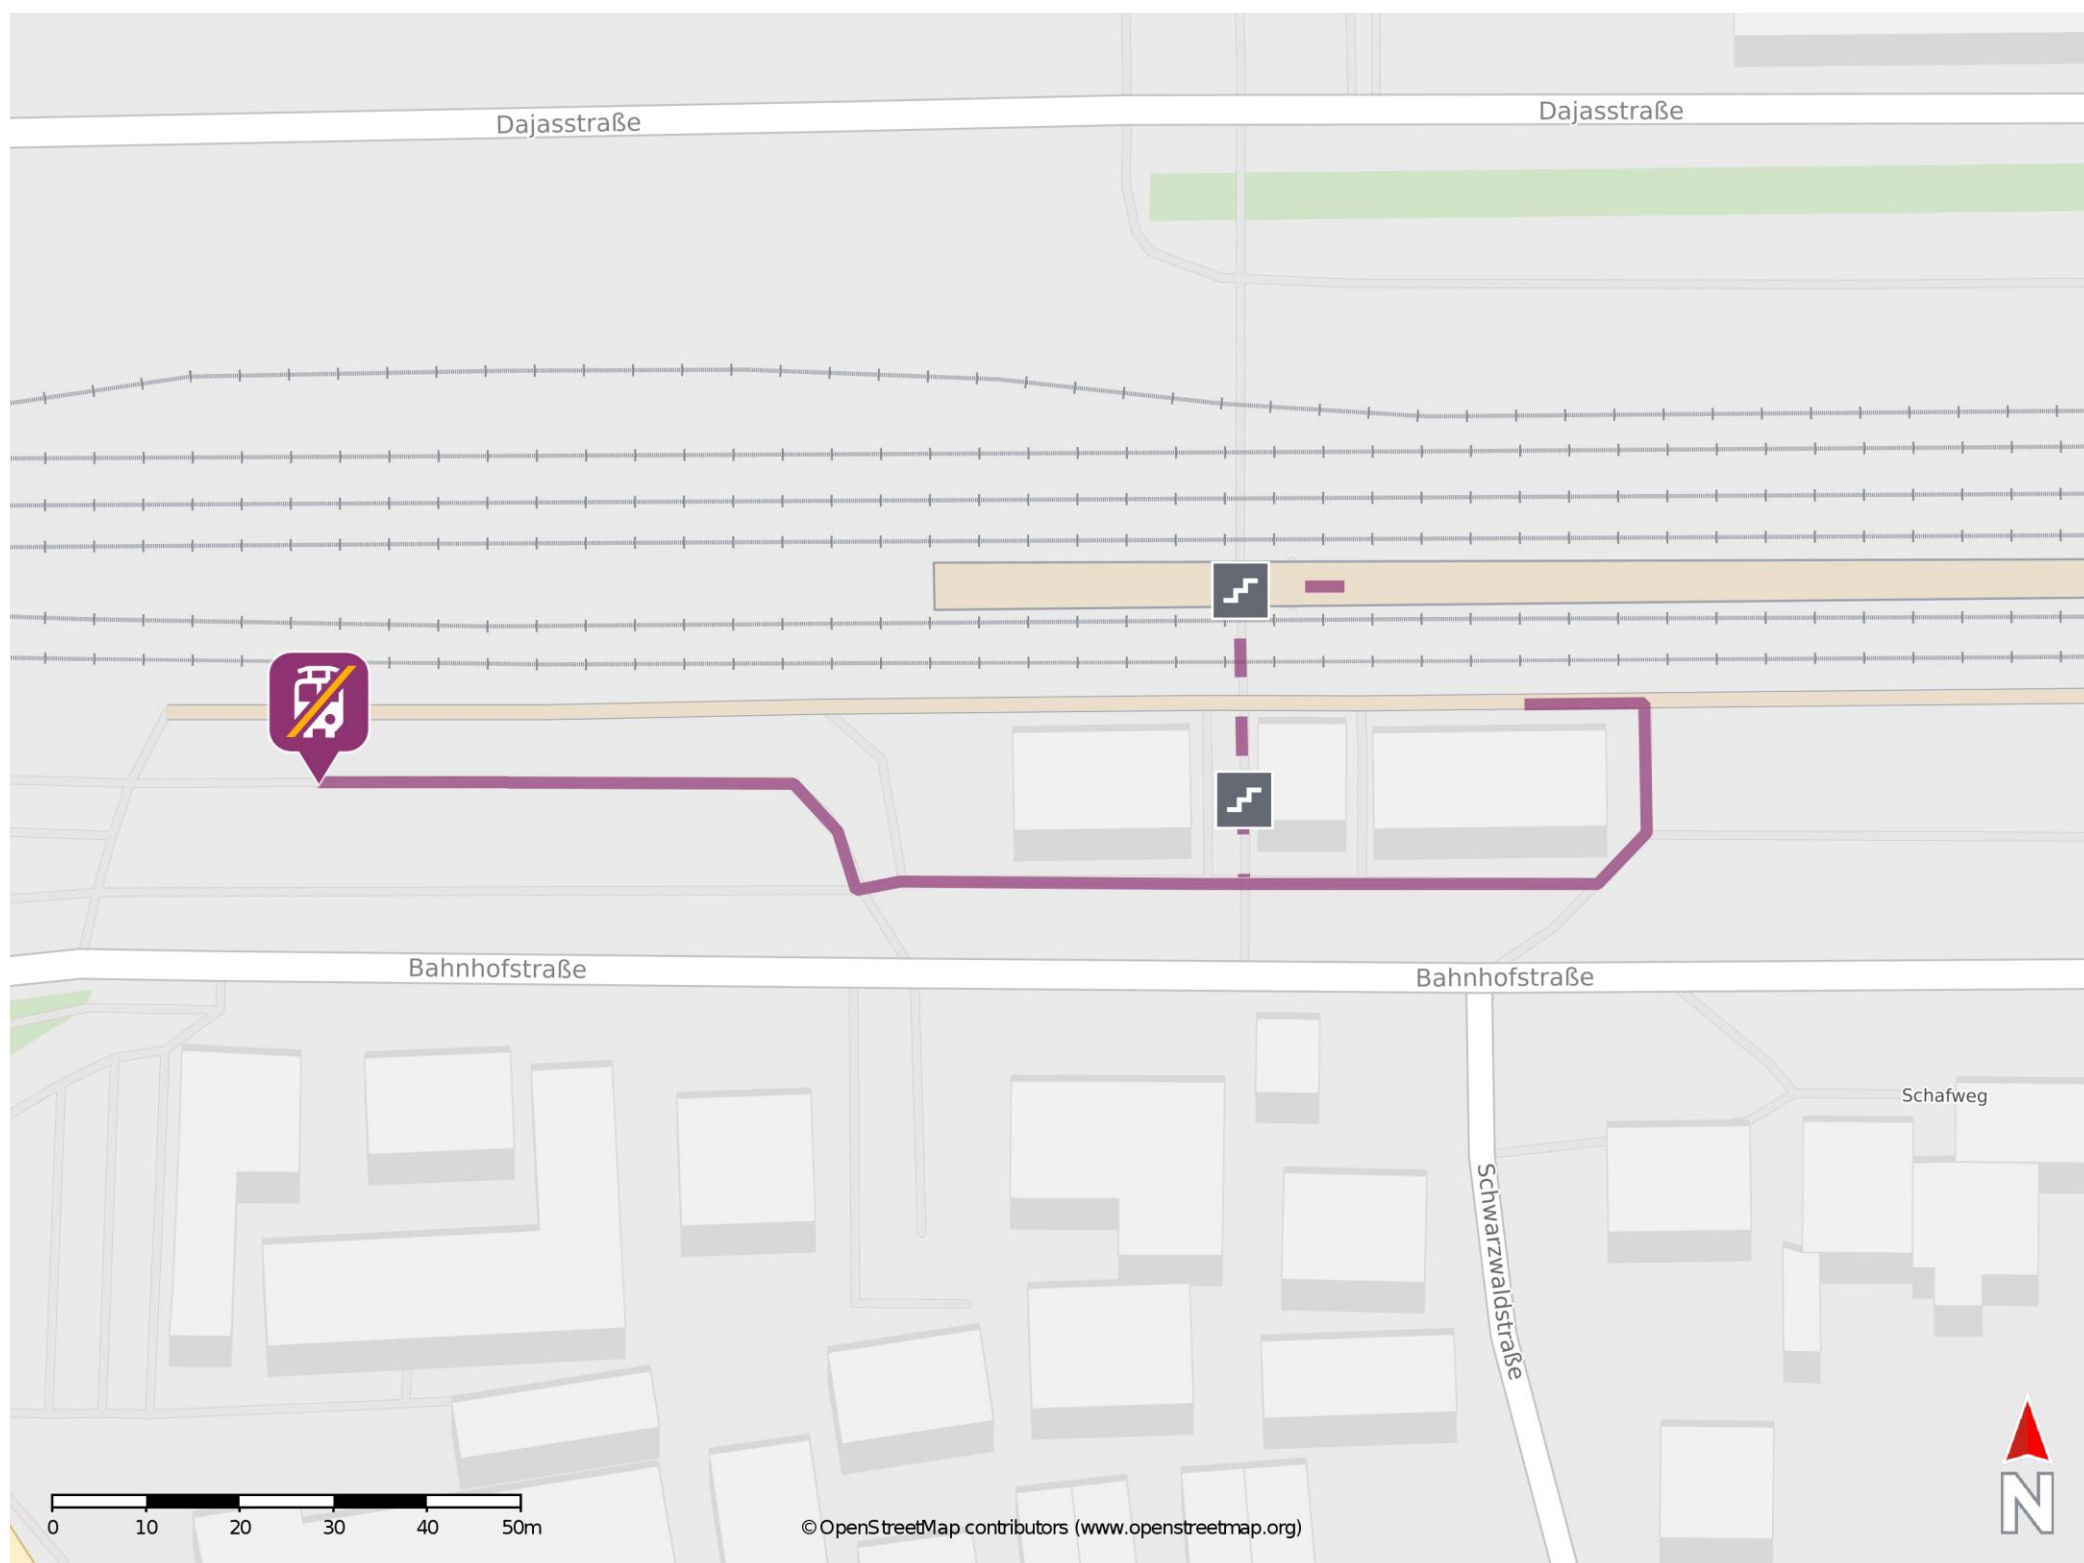 Dajasstraße
Dajasstraße
Bahnhofstraße
Bahnhofstraße
Schafweg
Schwarzwaldstraße
N
0 10 20 30 40 50m
© OpenStreetMap contributors (www.openstreetmap.org)